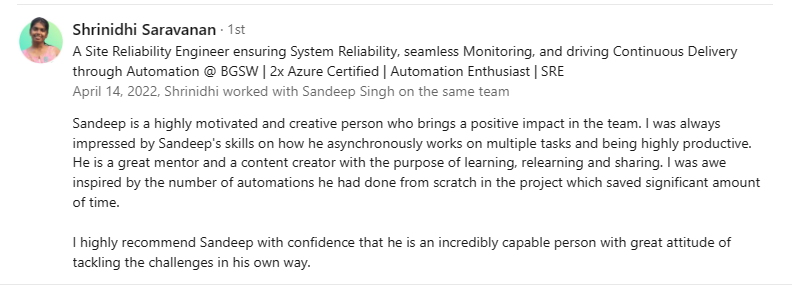 Shrinidhi Saravanan · 1st
A Site Reliability Engineer ensuring System Reliability, seamless Monitoring, and driving Continuous Delivery
through Automation @ BGSW | 2x Azure Certified | Automation Enthusiast | SRE
April 14, 2022, Shrinidhi worked with Sandeep Singh on the same team
Sandeep is a highly motivated and creative person who brings a positive impact in the team. I was always
impressed by Sandeep's skills on how he asynchronously works on multiple tasks and being highly productive.
He is a great mentor and a content creator with the purpose of learning, relearning and sharing. I was awe
inspired by the number of automations he had done from scratch in the project which saved significant amount
of time.
I highly recommend Sandeep with confidence that he is an incredibly capable person with great attitude of
tackling the challenges in his own way.